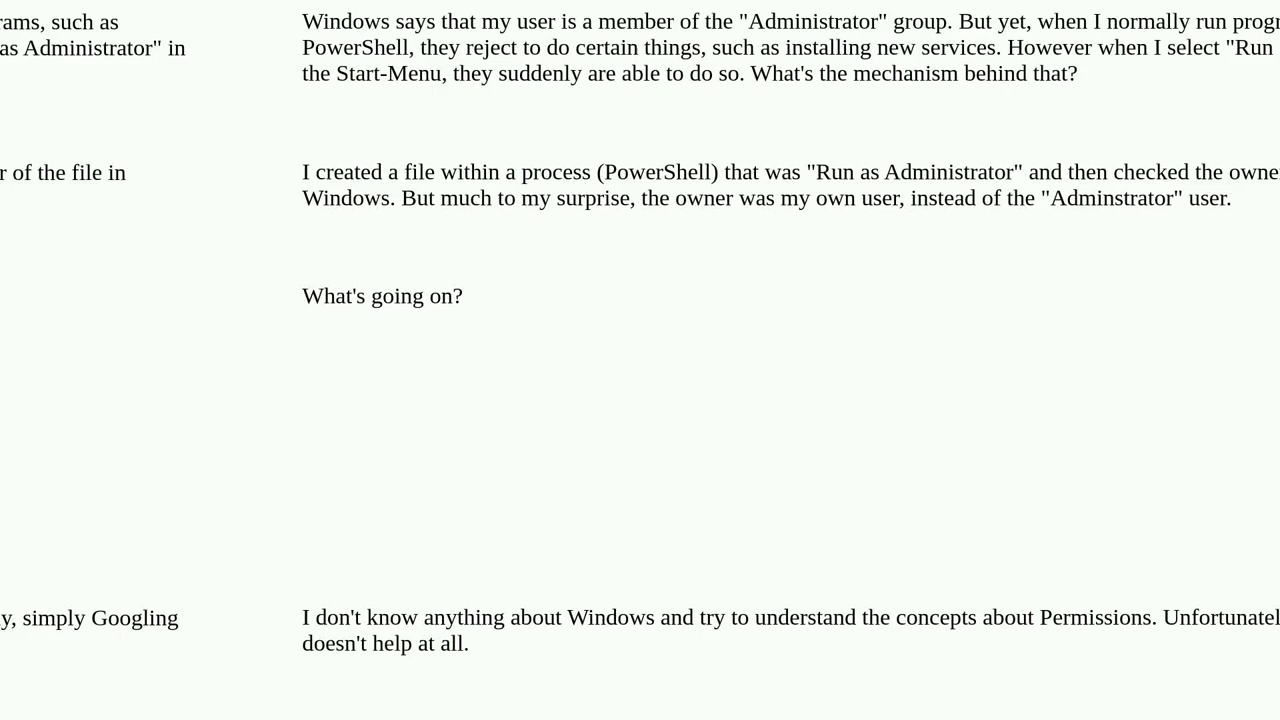 rams, such as
as Administrator" in
Windows says that my user is a member of the "Administrator" group. But yet, when I normally run progr
PowerShell, they reject to do certain things, such as installing new services. However when I select "Run
the Start-Menu, they suddenly are able to do so. What's the mechanism behind that?
r of the file in
I created a file within a process (PowerShell) that was "Run as Administrator" and then checked the owne
Windows. But much to my surprise, the owner was my own user, instead of the "Adminstrator" user.
What's going on?
y, simply Googling
I don't know anything about Windows and try to understand the concepts about Permissions. Unfortunatel
doesn't help at all.